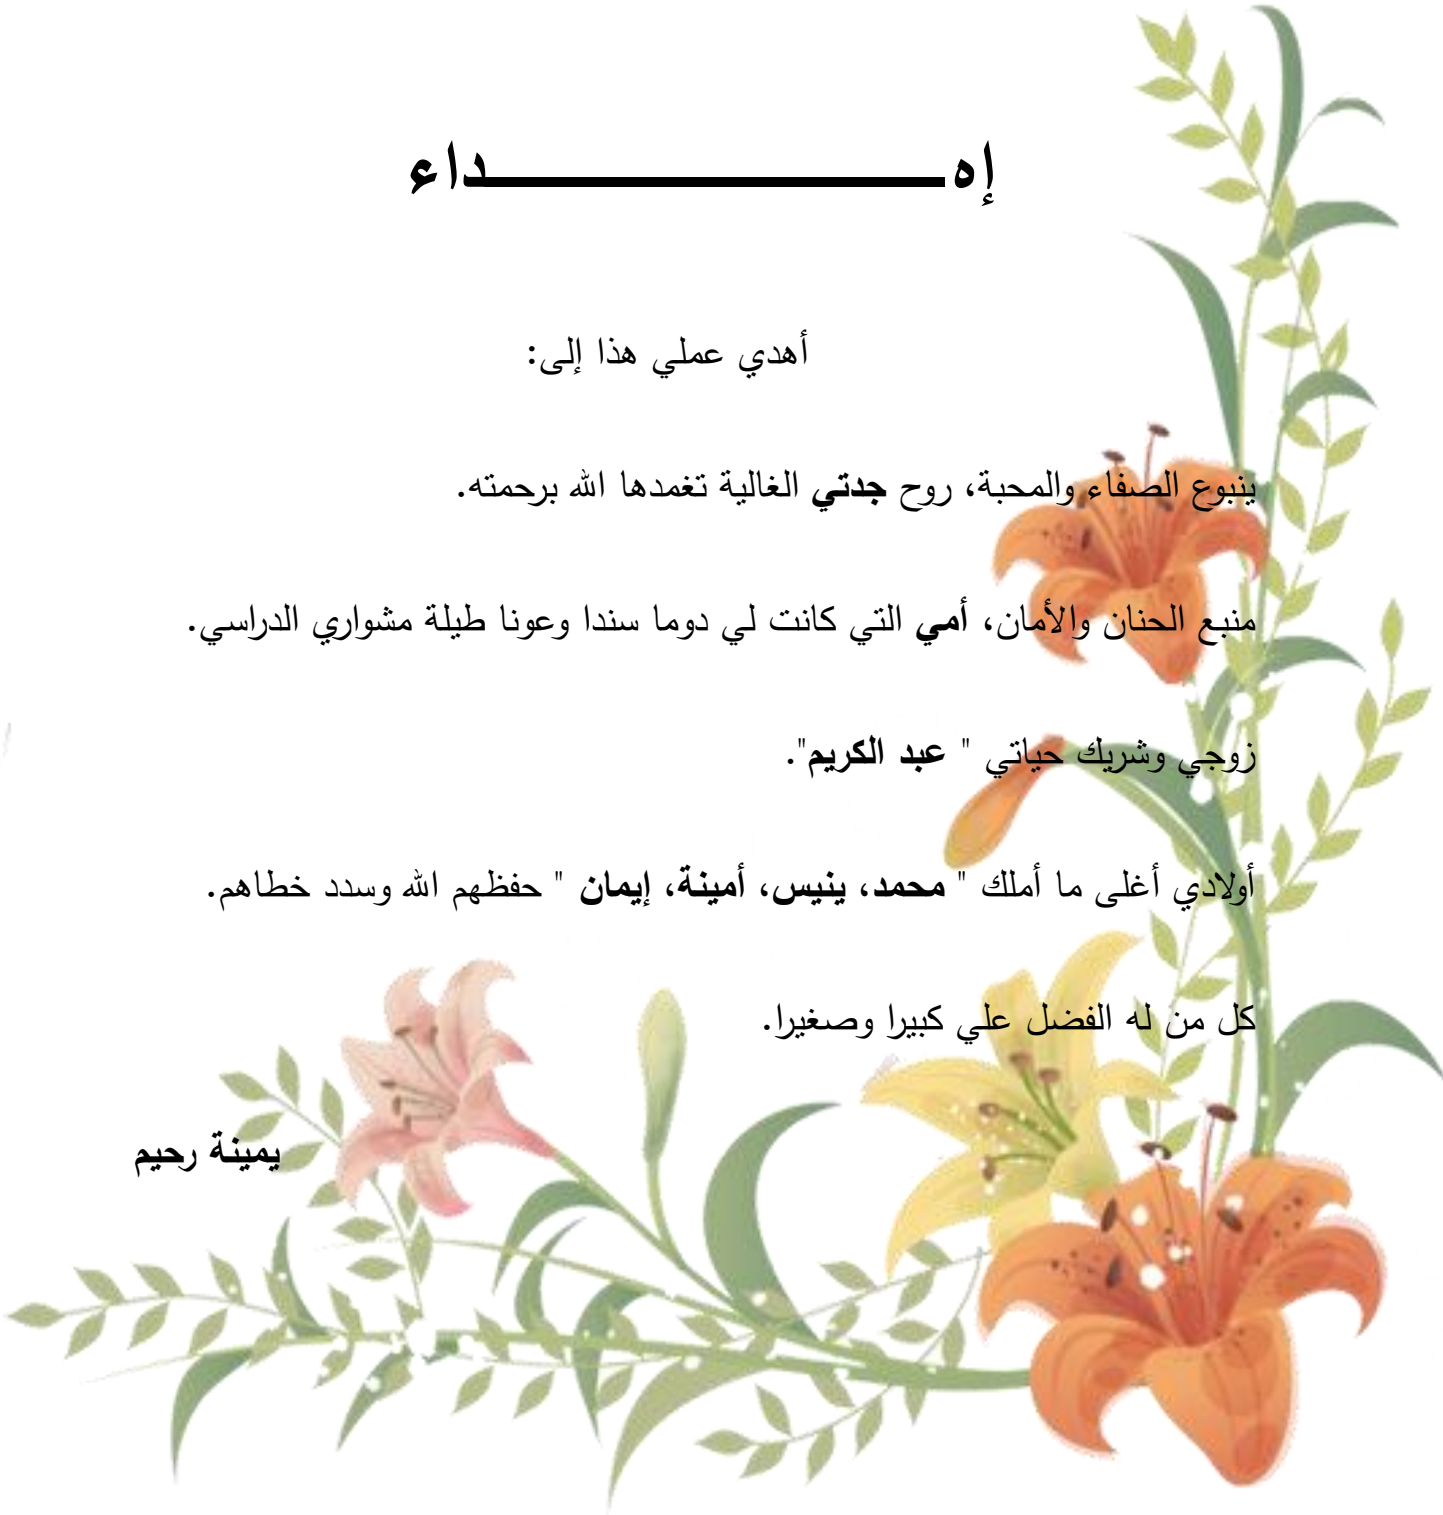 إهـــــــــــــــــــــداء
أهدي عملي هذا إلى:
ينبوع الصفاء والمحبة، روح جدتي الغالية تغمدها الله برحمته.
منبع الحنان والأمان، أمي التي كانت لي دوما سندا وعونا طيلة مشواري الدراسي.
زوجي وشريك حياتي " عبد الكريم".
أولادي أغلى ما أملك " محمد، ينيس، أمينة، إيمان " حفظهم الله وسدد خطاهم.
كل من له الفضل علي كبيرا وصغيرا.
يمينة رحيم